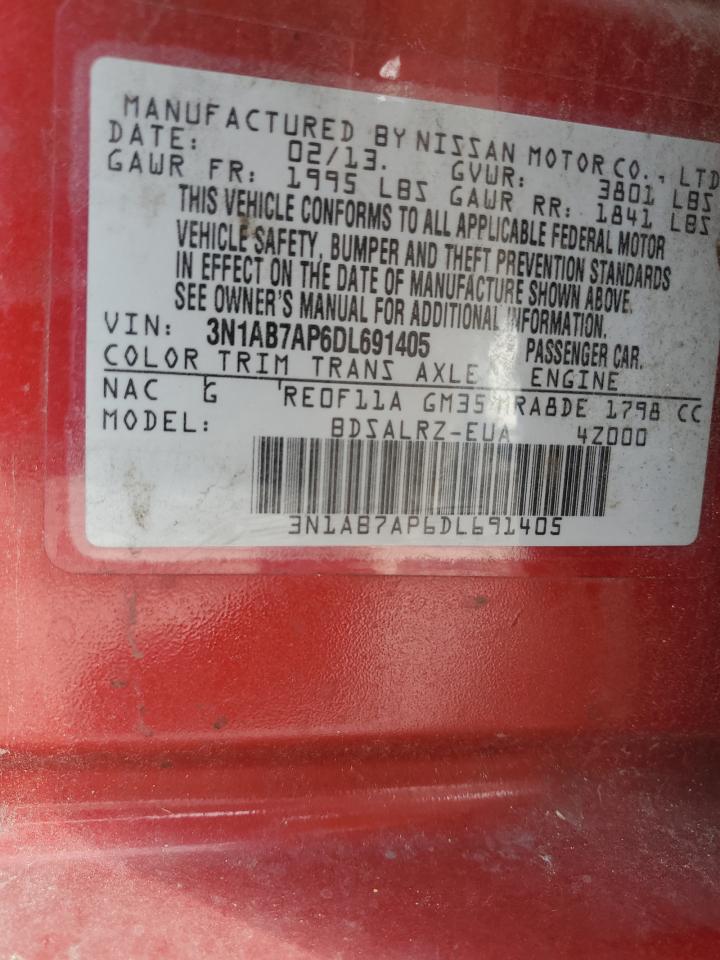 MANUFACTURED BY NISSAN MOTOR CO., LTD
DATE: 02/13. GVWR: 3801 LBS
GAWR FR: 1995 LBS GAWR RR: 1841 LBS
THIS VEHICLE CONFORMS TO ALL APPLICABLE FEDERAL MOTOR
VEHICLE SAFETY, BUMPER AND THEFT PREVENTION STANDARDS
IN EFFECT ON THE DATE OF MANUFACTURE SHOWN ABOVE.
SEE OWNER'S MANUAL FOR ADDITIONAL INFORMATION.
VIN: 3N1AB7AP6DL691405 PASSENGER CAR.
COLOR TRIM TRANS AXLE ENGINE
NAC G RE0F11A GM35 MRA8DE 1798 CC
MODEL: BDSALRZ-EUA 4Z000
3N1AB7AP6DL691405